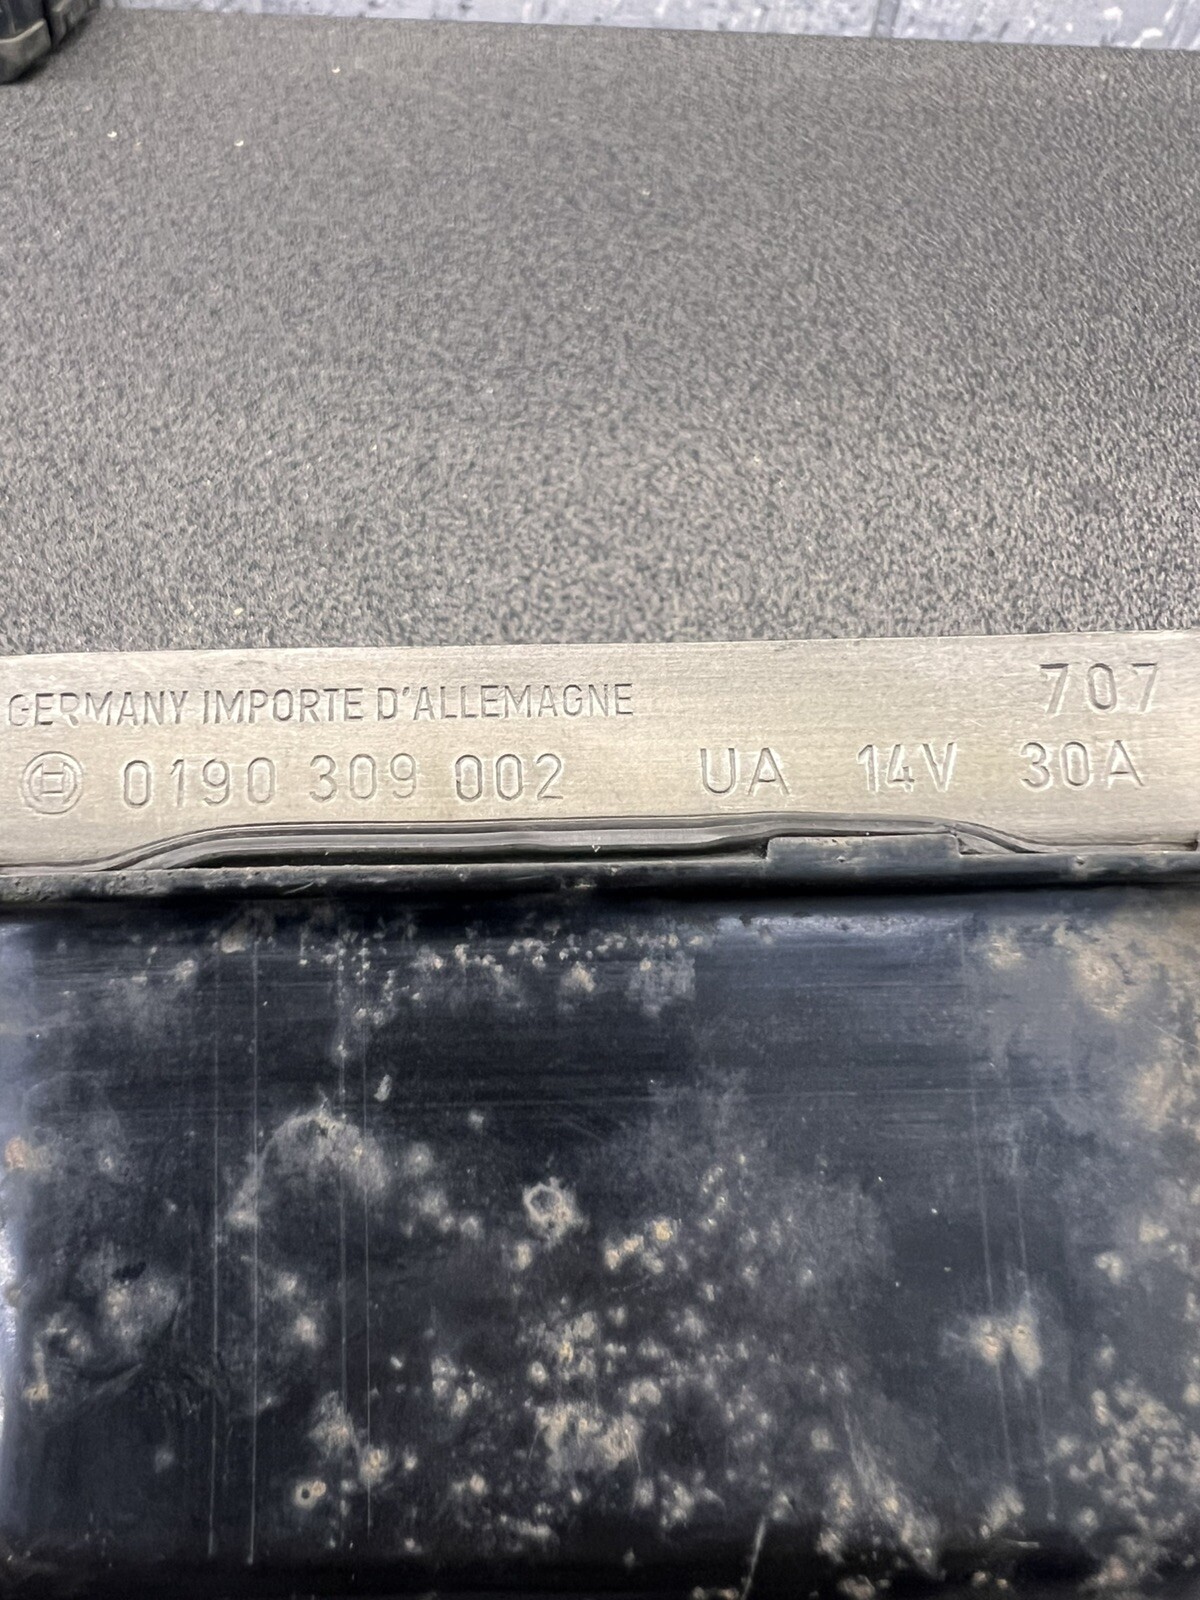 GERMANY IMPORTE D'ALLEMAGNE 707
0190 309 002 UA 14V 30A